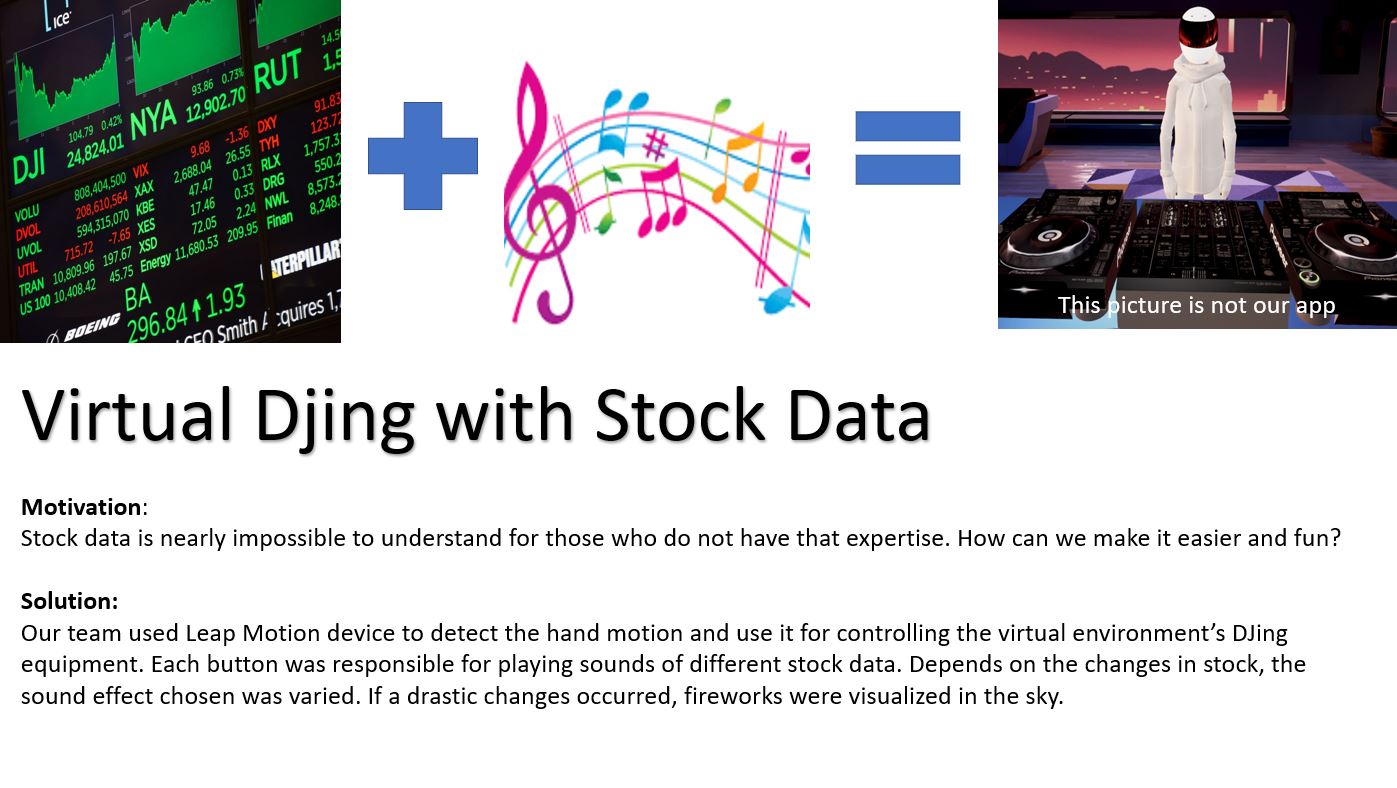 ice
DJI
104.79 0.42%
24,824.01
NYA
93.86 0.73%
12,902.70
RUT
VOLU 808,404,500
DVOL 208,610,564
UVOL 594,315,070
UTIL 715.72 -7.65
TRAN 10,809.96 197.67
US 100 10,408.42 45.75
VIX 9.68 -1.36
XAX 2,688.04 26.55
KBE 47.47 0.13
XES 17.46 0.33
XSD 72.05 2.24
Energy 11,680.53 209.95
DXY
TYH
RLX
DRG
NWL
Finan
BOEING
BA
296.84 1.93
CEO Smith
This picture is not our app
Virtual Djing with Stock Data
Motivation:
Stock data is nearly impossible to understand for those who do not have that expertise. How can we make it easier and fun?
Solution:
Our team used Leap Motion device to detect the hand motion and use it for controlling the virtual environment’s DJing
equipment. Each button was responsible for playing sounds of different stock data. Depends on the changes in stock, the
sound effect chosen was varied. If a drastic changes occurred, fireworks were visualized in the sky.